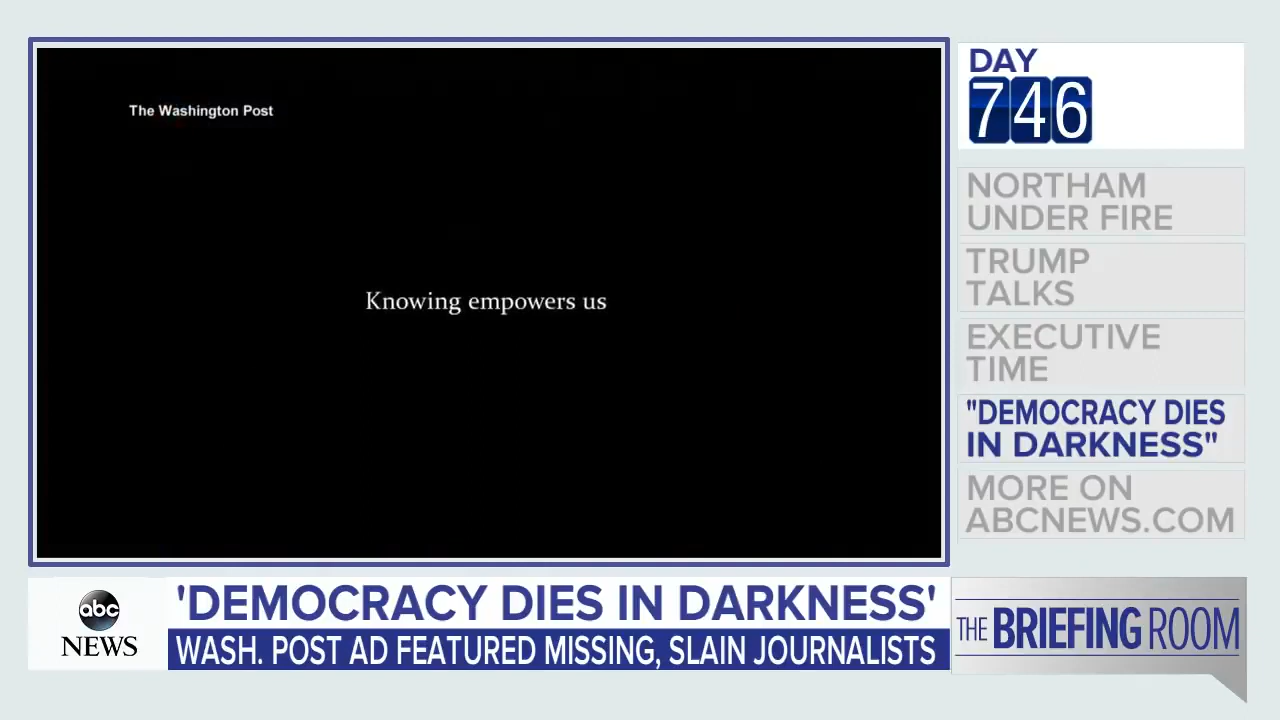 The Washington Post
Knowing empowers us
DAY
746
NORTHAM
UNDER FIRE
TRUMP
TALKS
EXECUTIVE
TIME
"DEMOCRACY DIES
IN DARKNESS"
MORE ON
ABCNEWS.COM
abc
NEWS
'DEMOCRACY DIES IN DARKNESS'
WASH. POST AD FEATURED MISSING, SLAIN JOURNALISTS
THE BRIEFING ROOM